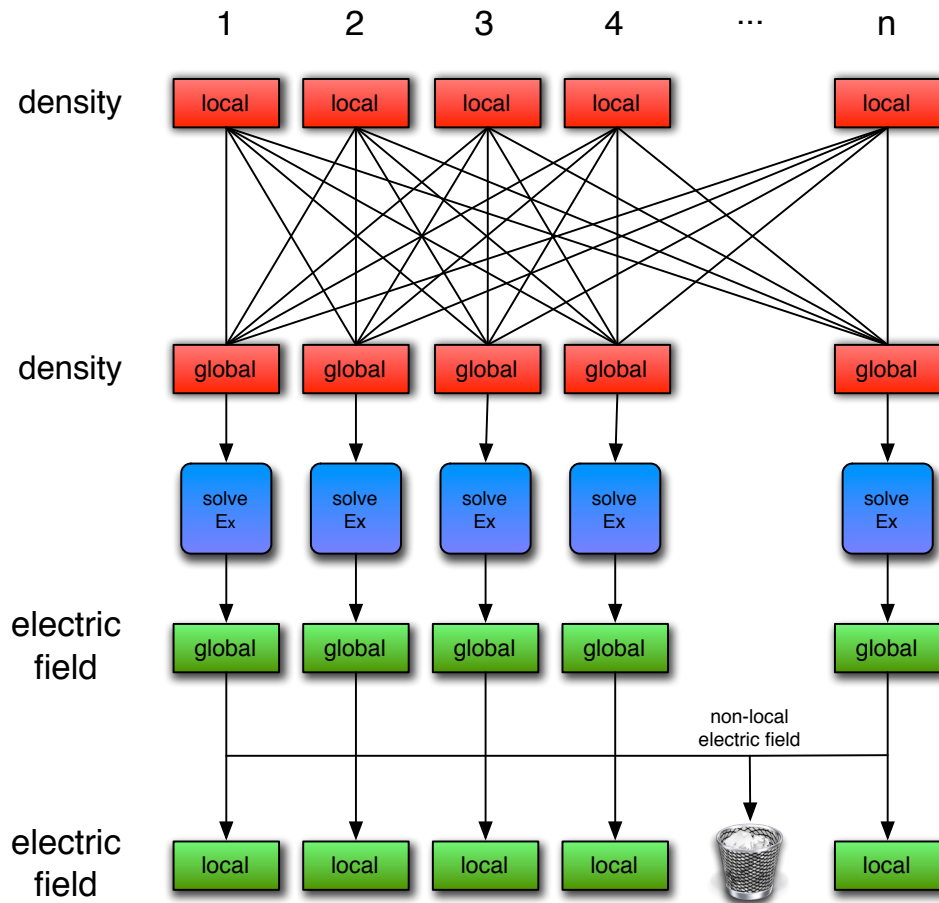 1 2 3 4 ... n
density local local local local local
density global global global global global
solve solve solve solve solve
Ex Ex Ex Ex Ex
electric
field
global global global global global
non-local
electric field
electric
field
local local local local local